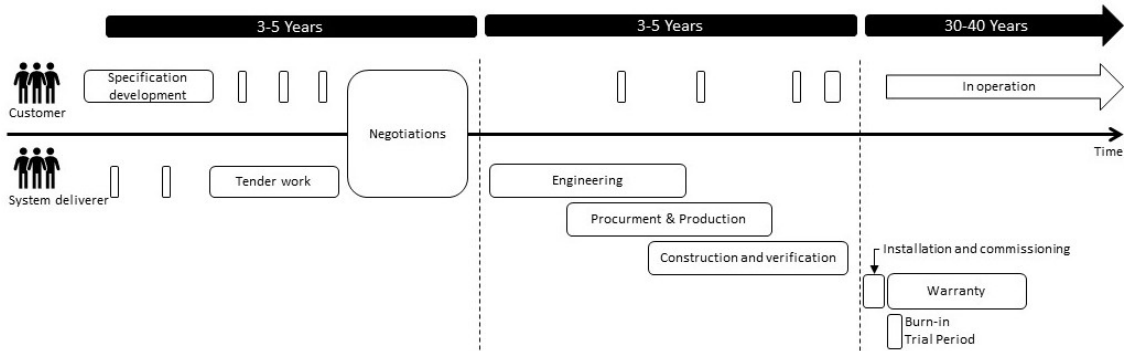 3-5 Years
3-5 Years
30-40 Years
Customer
Specification
development
Negotiations
In operation
Time
System deliverer
Tender work
Engineering
Procurment & Production
Construction and verification
Installation and commissioning
Warranty
Burn-in
Trial Period